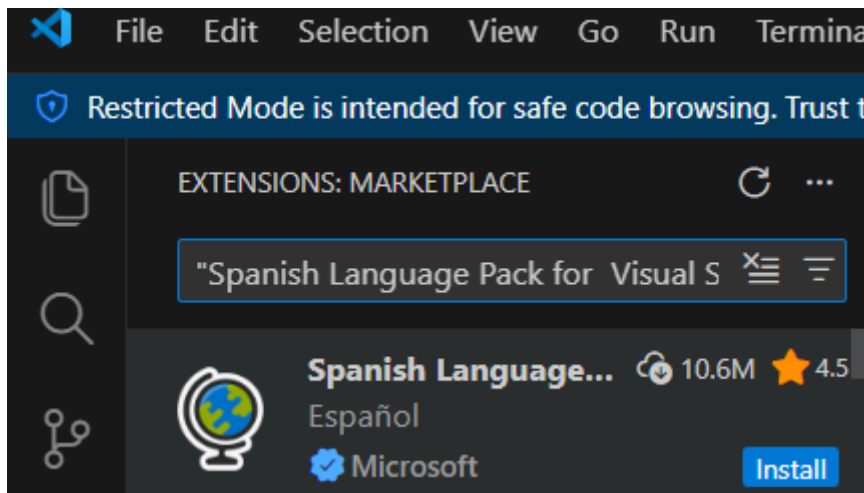 File Edit Selection View Go Run Termina
Restricted Mode is intended for safe code browsing. Trust t
EXTENSIONS: MARKETPLACE
"Spanish Language Pack for  Visual S
Spanish Language... 10.6M 4.5
Español
Microsoft Install